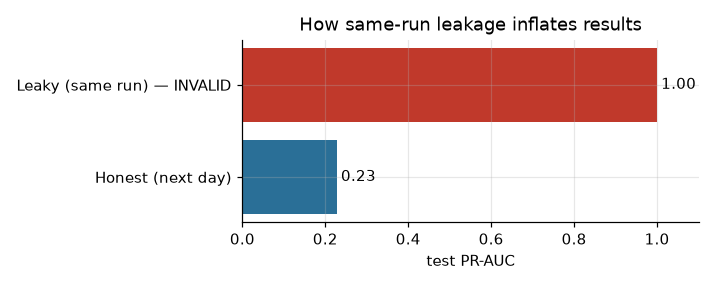 How same-run leakage inflates results
Leaky (same run) — INVALID
1.00
Honest (next day)
0.23
0.0 0.2 0.4 0.6 0.8 1.0
test PR-AUC